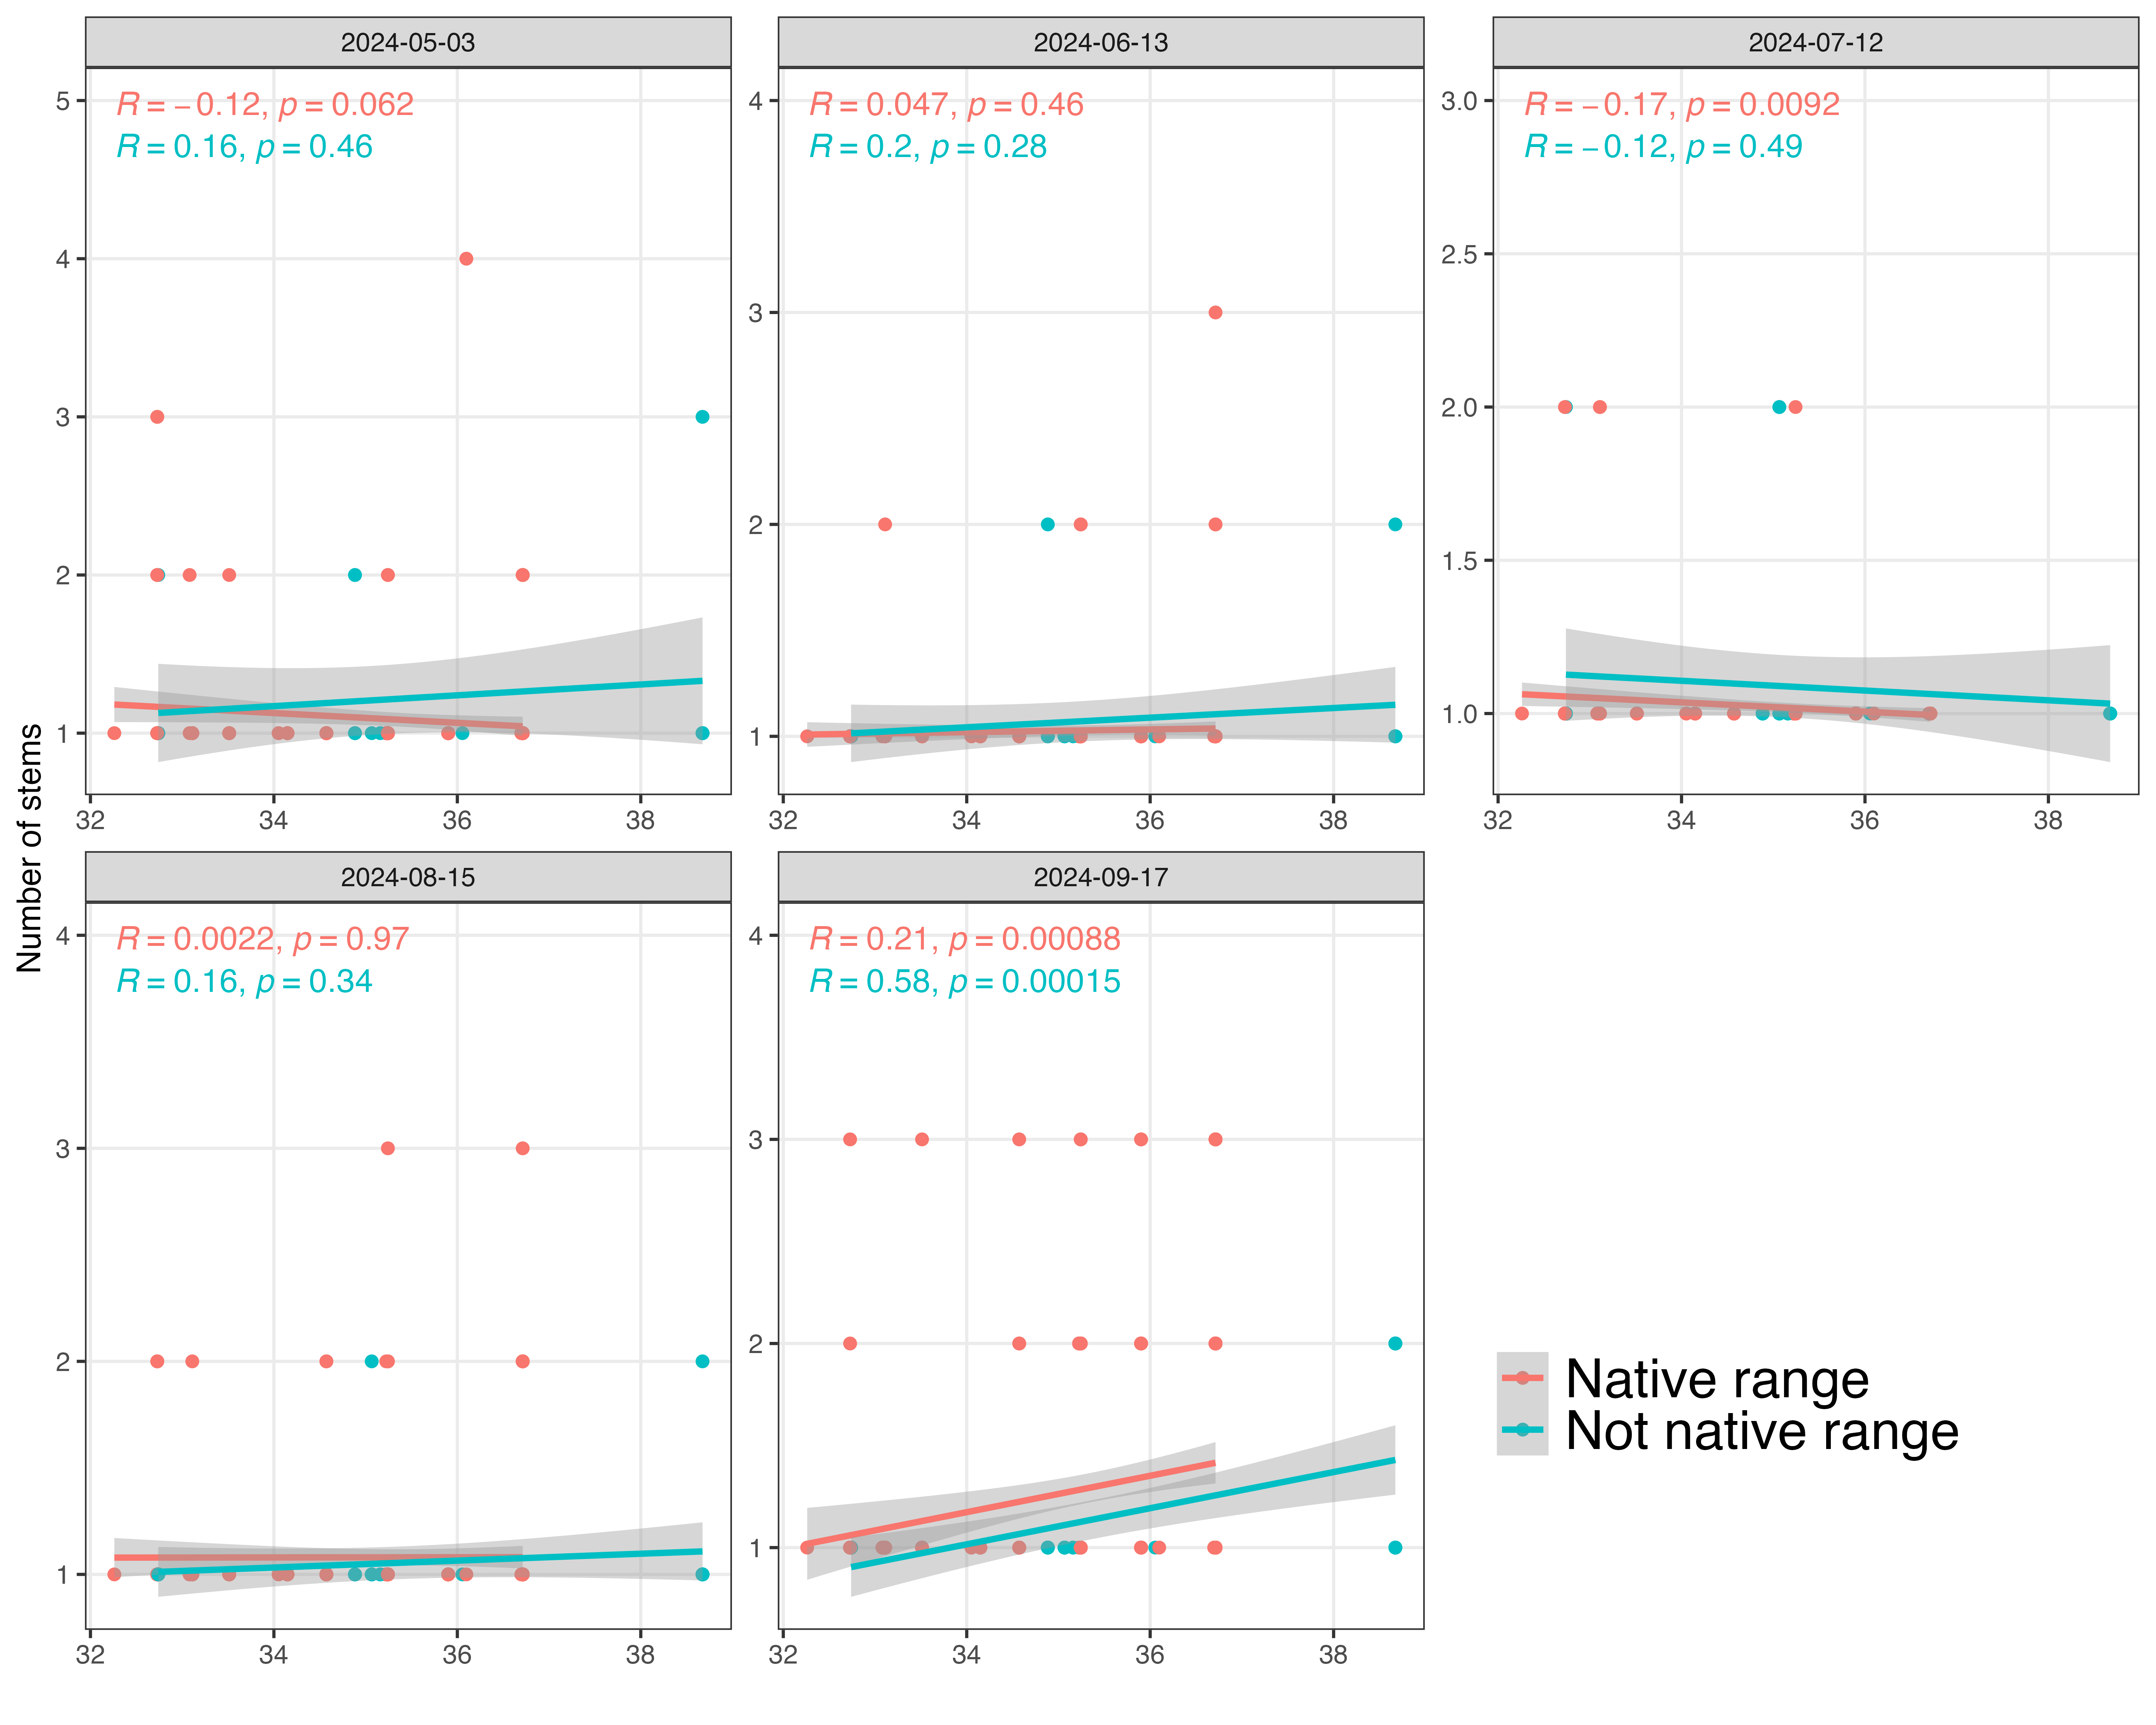 Number of stems
2024-05-03
R = −0.12, p = 0.062
R = 0.16, p = 0.46
5
4
3
2
1
32 34 36 38
2024-06-13
R = 0.047, p = 0.46
R = 0.2, p = 0.28
4
3
2
1
32 34 36 38
2024-07-12
R = −0.17, p = 0.0092
R = −0.12, p = 0.49
3.0
2.5
2.0
1.5
1.0
32 34 36 38
2024-08-15
R = 0.0022, p = 0.97
R = 0.16, p = 0.34
4
3
2
1
32 34 36 38
2024-09-17
R = 0.21, p = 0.00088
R = 0.58, p = 0.00015
4
3
2
1
32 34 36 38
Native range
Not native range